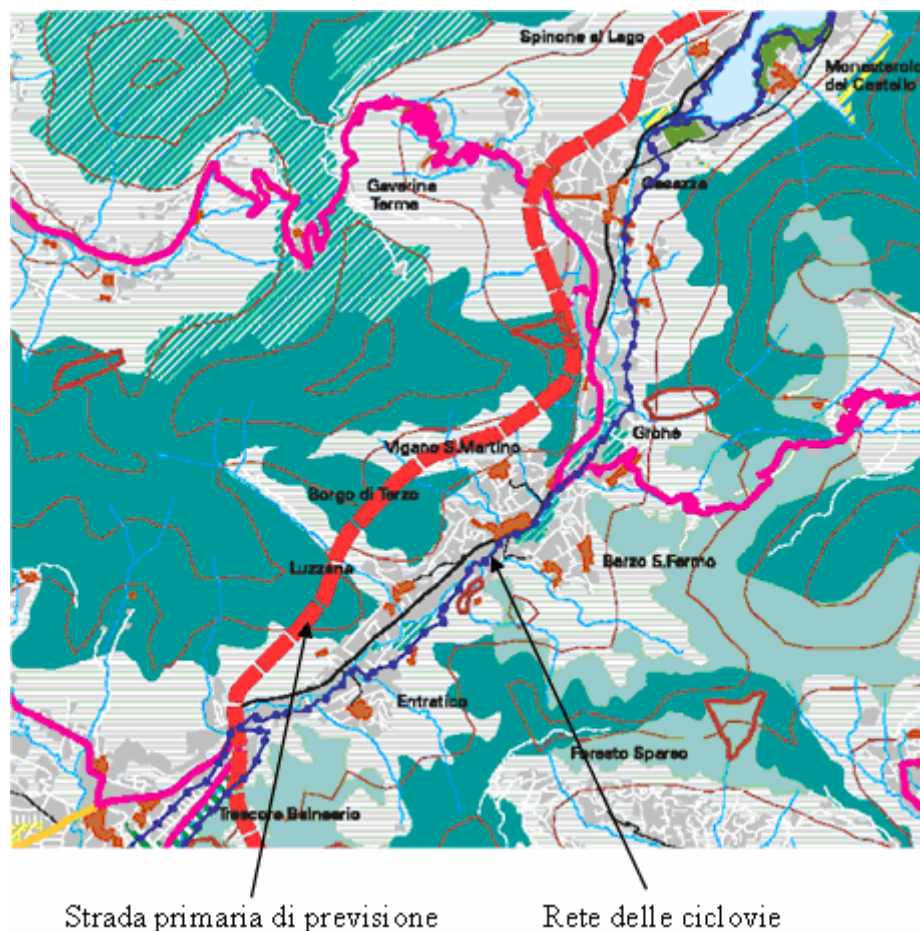 Spinone al Lago
Monasterolo
del Castello
Casazza
Gaverina
Terme
Grone
Vigano S.Martino
Borgo di Terzo
Luzzana
Berzo S.Fermo
Entratico
Foresto Sparso
Trescore Balneario
Strada primaria di previsione
Rete delle ciclovie